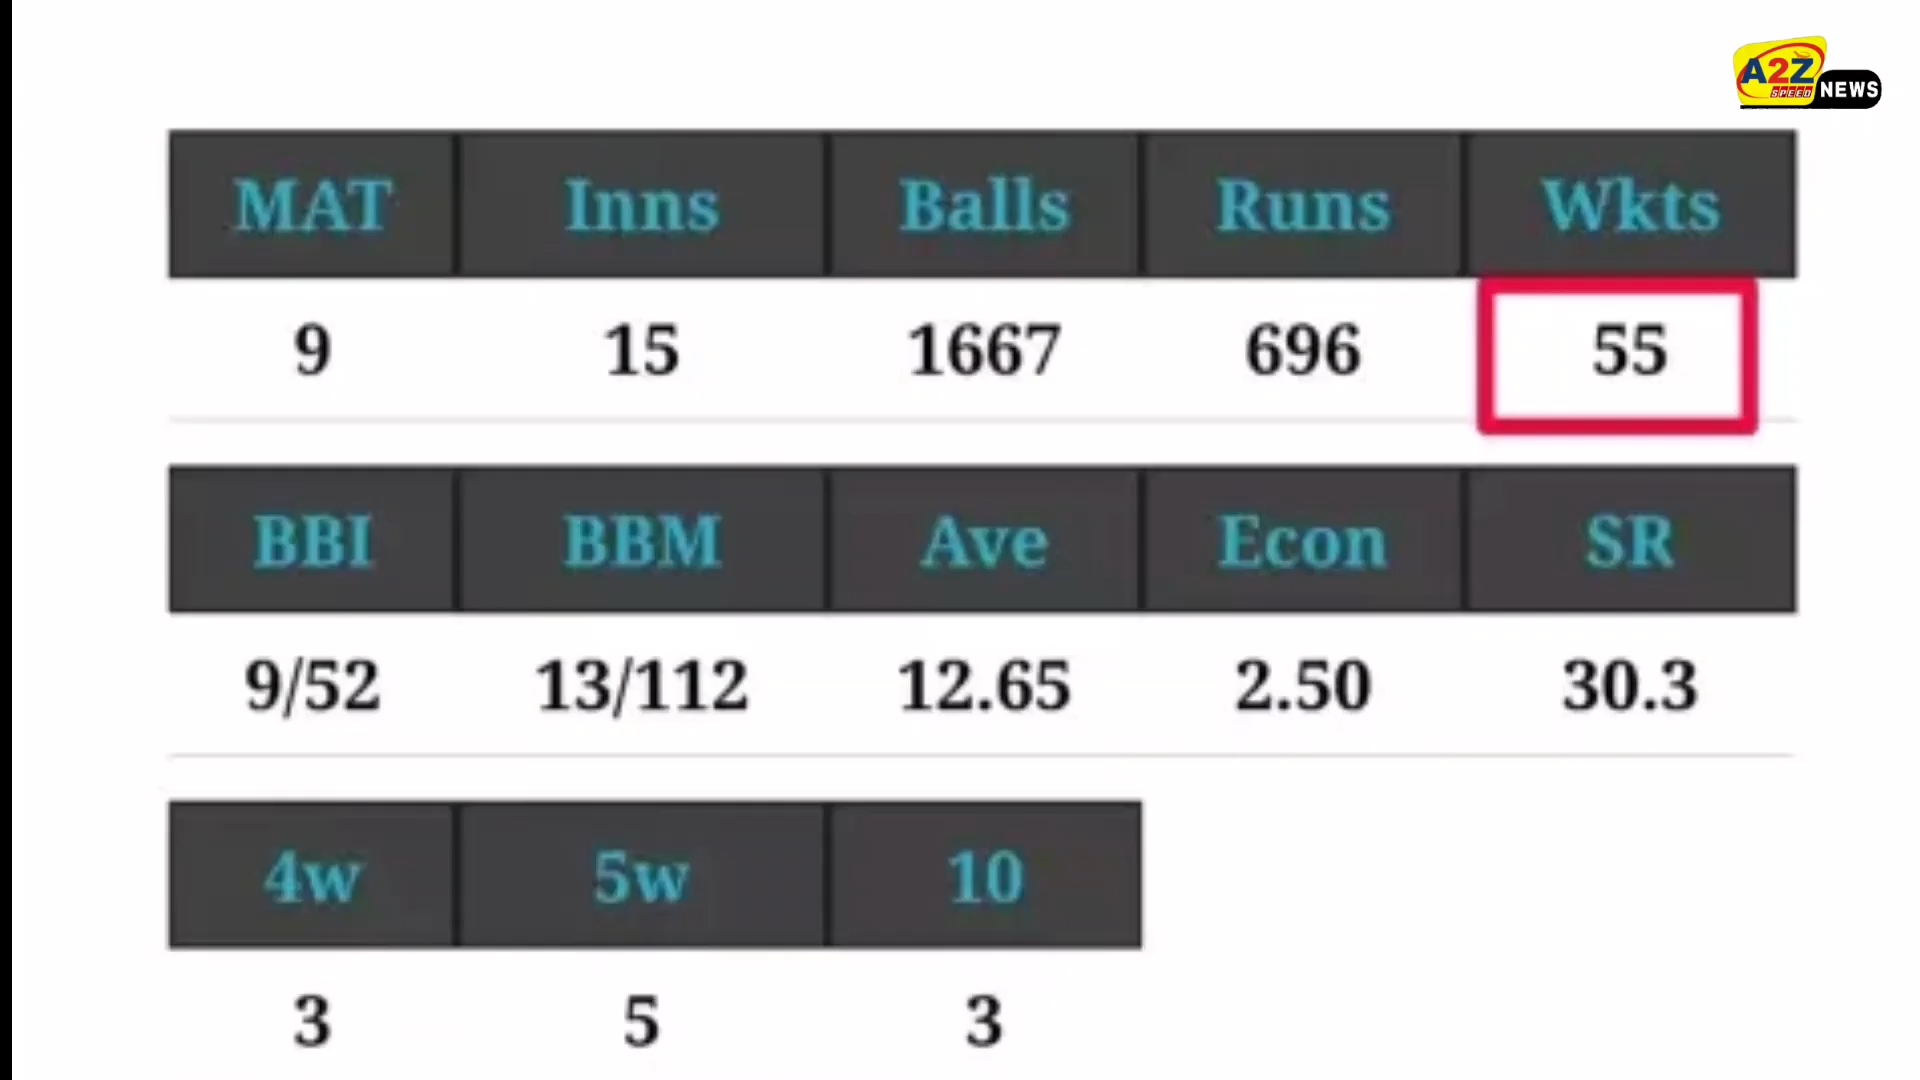 A2Z
SPEED NEWS
MAT Inns Balls Runs Wkts
9 15 1667 696 55
BBI BBM Ave Econ SR
9/52 13/112 12.65 2.50 30.3
4w 5w 10
3 5 3